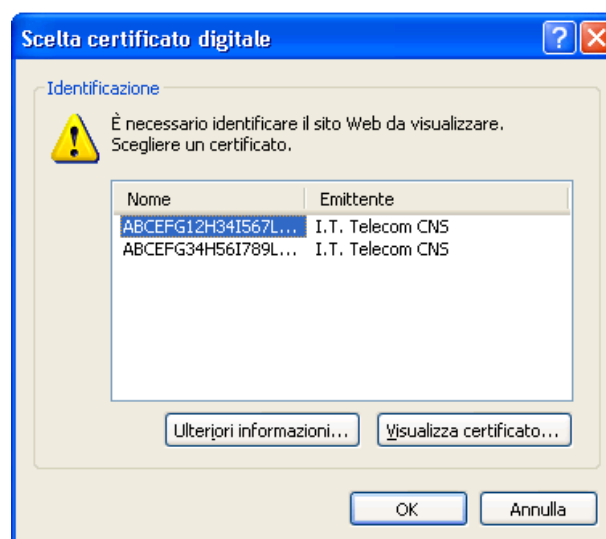 Scelta certificato digitale
Identificazione
È necessario identificare il sito Web da visualizzare.
Scegliere un certificato.
Nome Emittente
ABCEFG12H34I567L... I.T. Telecom CNS
ABCEFG34H56I789L... I.T. Telecom CNS
Ulteriori informazioni... Visualizza certificato...
OK Annulla